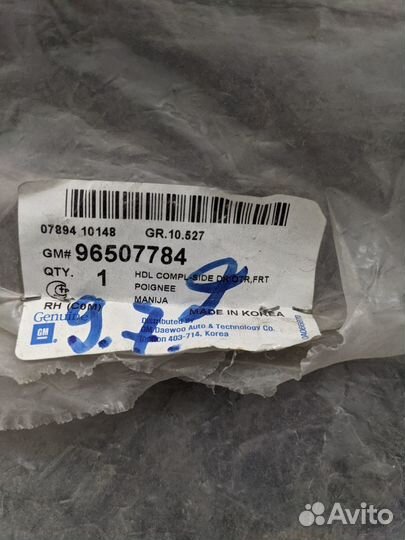 07894 10148 GR.10.527
GM# 96507784
QTY. 1 HDL COMPL-SIDE DR OTR,FRT
POIGNEE
MANIJA MADE IN KOREA
RH (COM)
Genuine
Distributed by
GM Daewoo Auto & Technology Co.
Incheon 403-714, Korea
GM
9.7.9
Avito